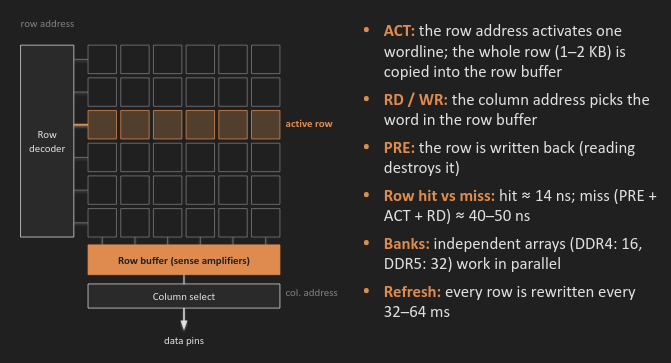 row address
Row
decoder
active row
Row buffer (sense amplifiers)
Column select
col. address
data pins
• ACT: the row address activates one
wordline; the whole row (1–2 KB) is
copied into the row buffer
• RD / WR: the column address picks the
word in the row buffer
• PRE: the row is written back (reading
destroys it)
• Row hit vs miss: hit ≈ 14 ns; miss (PRE +
ACT + RD) ≈ 40–50 ns
• Banks: independent arrays (DDR4: 16,
DDR5: 32) work in parallel
• Refresh: every row is rewritten every
32–64 ms